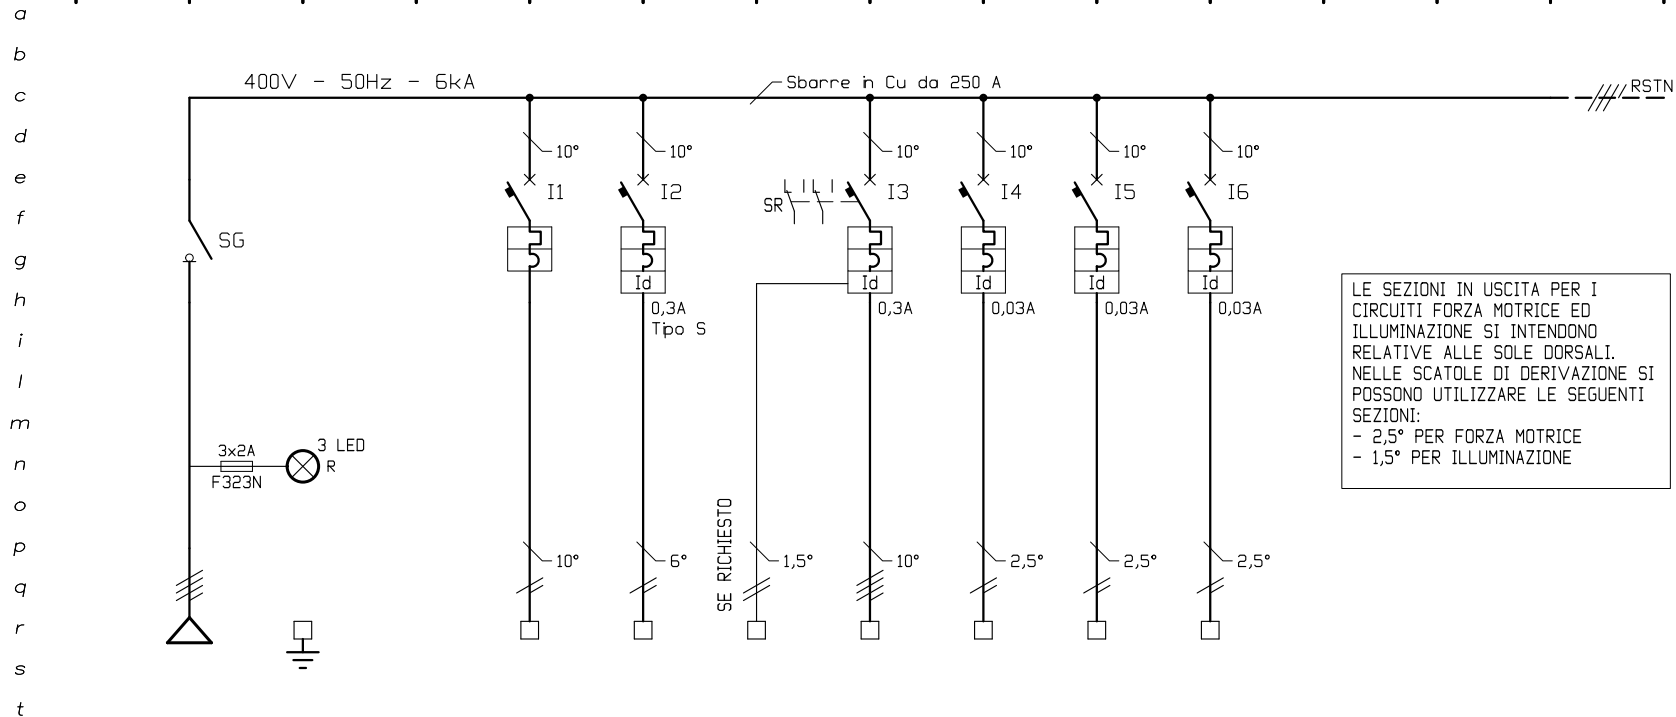 a
b
c
d
e
f
g
h
i
l
m
n
o
p
q
r
s
t
400V - 50Hz - 6kA
Sbarre in Cu da 250 A
RSTN
10°
10°
10°
10°
10°
10°
SG
I1
I2
SR
I3
I4
I5
I6
Id
Id
Id
Id
Id
0,3A
Tipo S
0,3A
0,03A
0,03A
0,03A
LE SEZIONI IN USCITA PER I
CIRCUITI FORZA MOTRICE ED
ILLUMINAZIONE SI INTENDONO
RELATIVE ALLE SOLE DORSALI.
NELLE SCATOLE DI DERIVAZIONE SI
POSSONO UTILIZZARE LE SEGUENTI
SEZIONI:
- 2,5° PER FORZA MOTRICE
- 1,5° PER ILLUMINAZIONE
3x2A
F323N
3 LED
R
SE RICHIESTO
10°
6°
1,5°
10°
2,5°
2,5°
2,5°